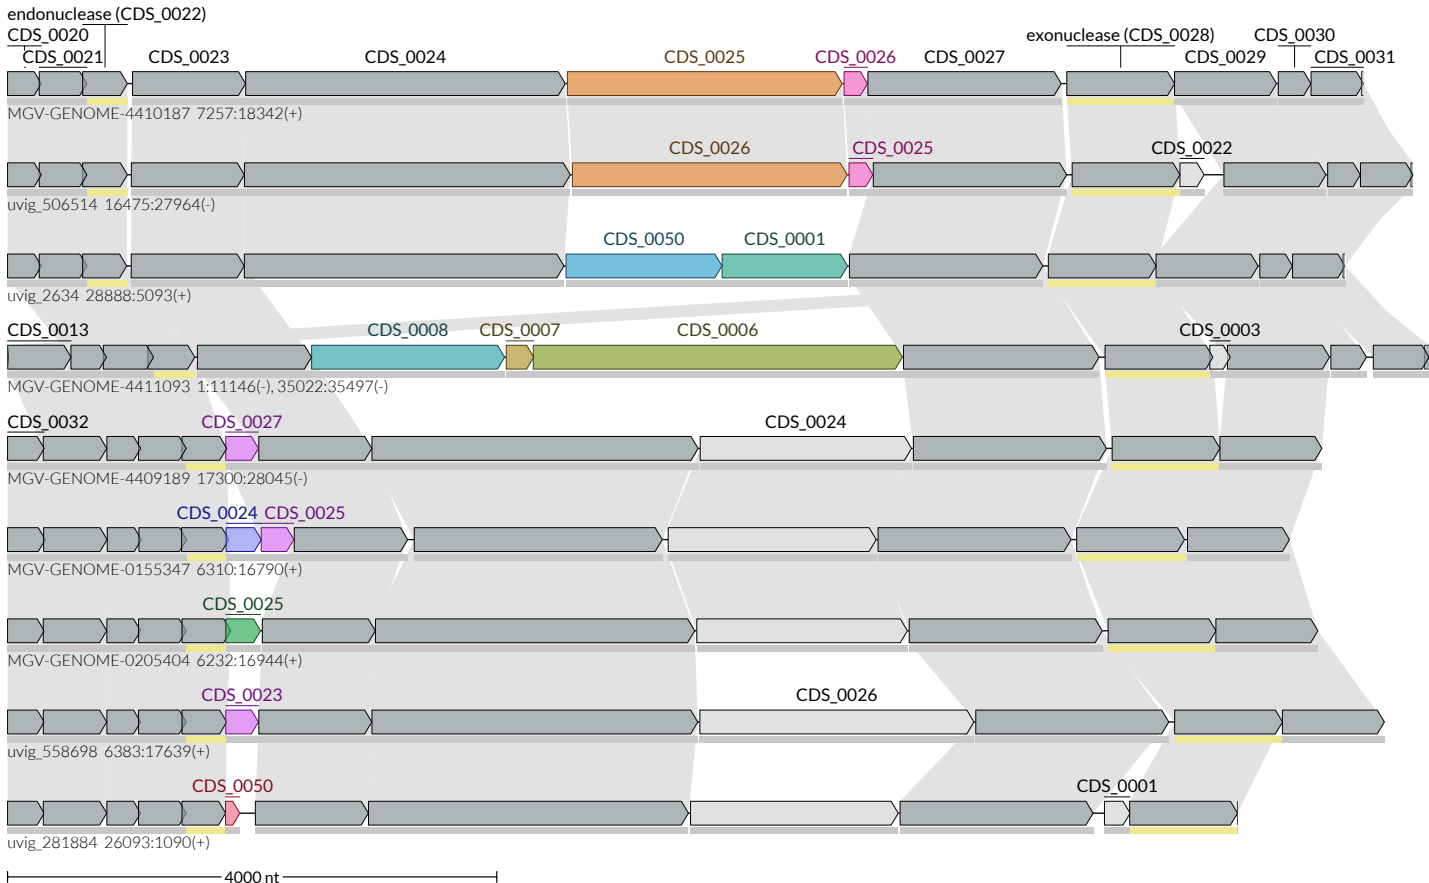 endonuclease (CDS_0022)
CDS_0020 exonuclease (CDS_0028) CDS_0030
CDS_0021 CDS_0023 CDS_0024 CDS_0025 CDS_0026 CDS_0027 CDS_0029 CDS_0031
MGV-GENOME-4410187 7257:18342(+)
CDS_0026 CDS_0025 CDS_0022
uvig_506514 16475:27964(-)
CDS_0050 CDS_0001
uvig_2634 28888:5093(+)
CDS_0013 CDS_0008 CDS_0007 CDS_0006 CDS_0003
MGV-GENOME-4411093 1:11146(-), 35022:35497(-)
CDS_0032 CDS_0027 CDS_0024
MGV-GENOME-4409189 17300:28045(-)
CDS_0024 CDS_0025
MGV-GENOME-0155347 6310:16790(+)
CDS_0025
MGV-GENOME-0205404 6232:16944(+)
CDS_0023 CDS_0026
uvig_558698 6383:17639(+)
CDS_0050 CDS_0001
uvig_281884 26093:1090(+)
4000 nt